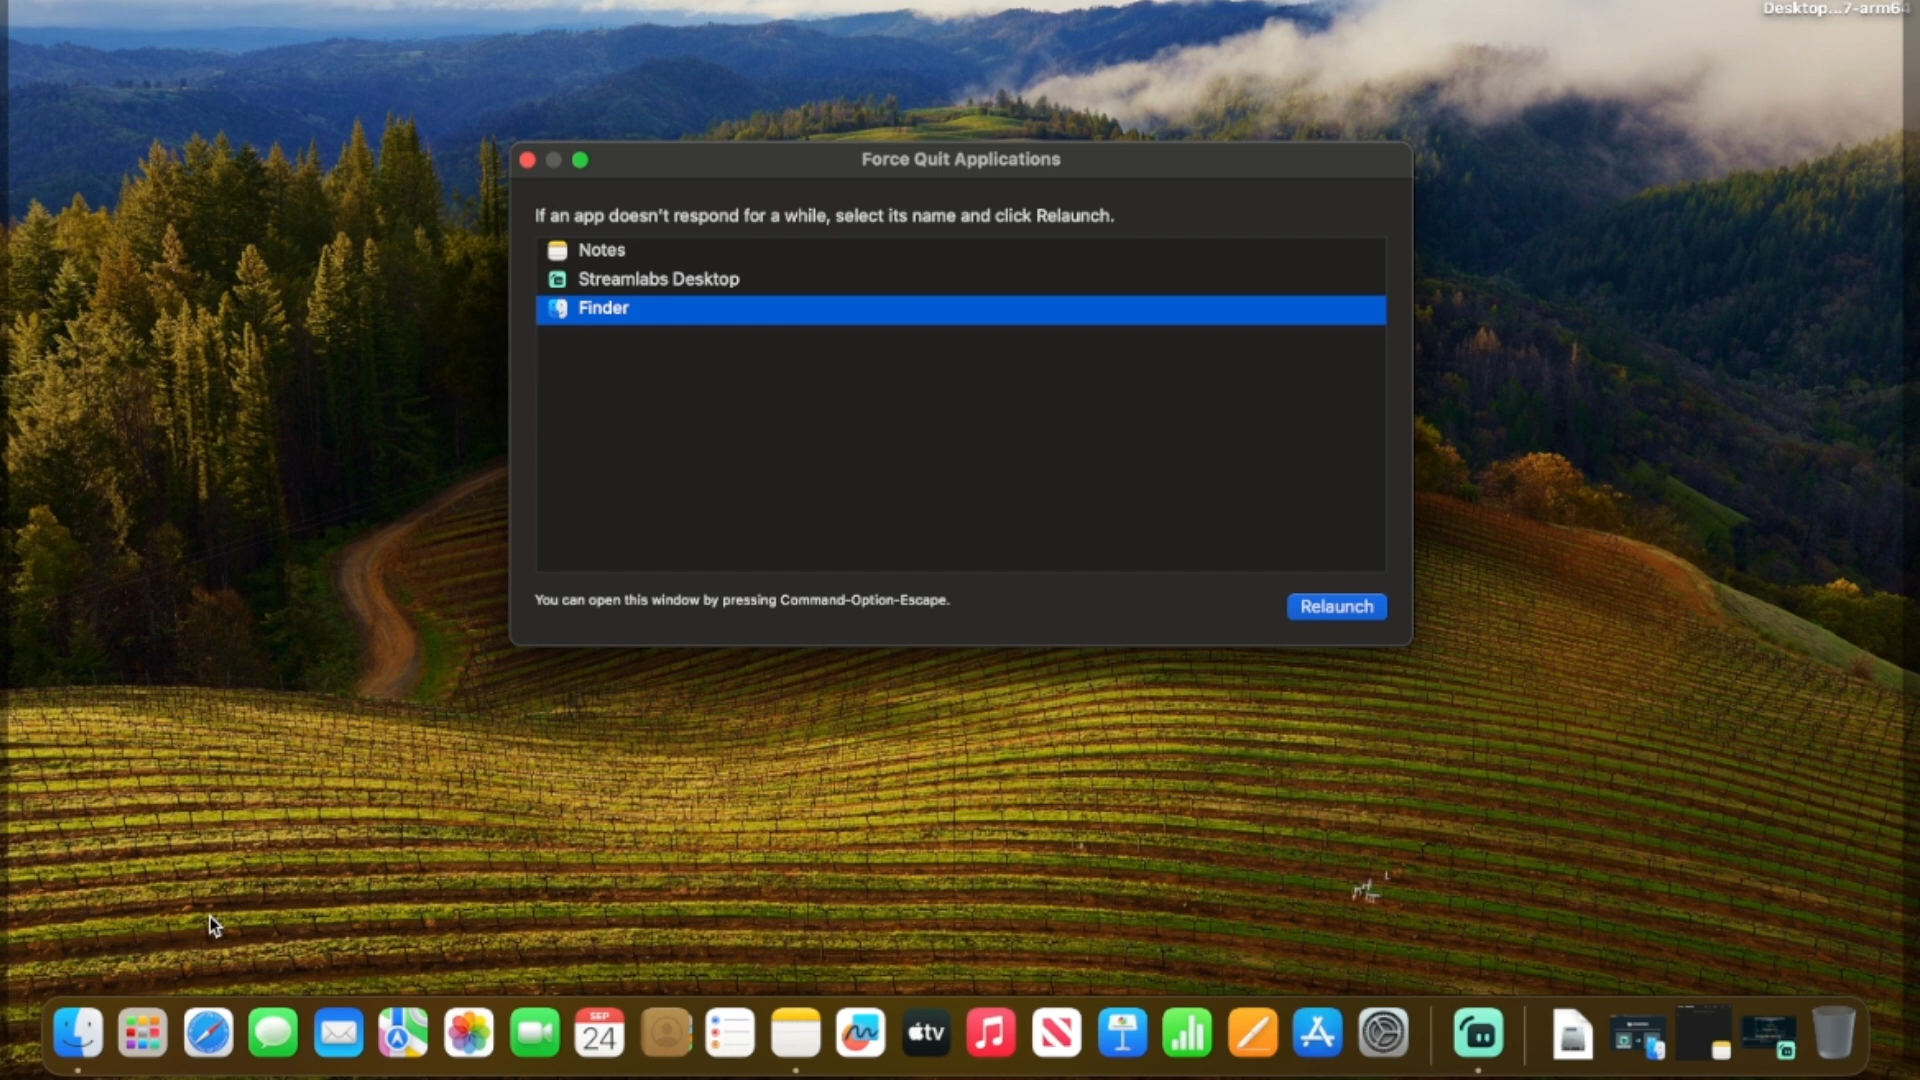 Desktop...7-arm64
Force Quit Applications
If an app doesn't respond for a while, select its name and click Relaunch.
Notes
Streamlabs Desktop
Finder
You can open this window by pressing Command-Option-Escape.
Relaunch
SEP
24
tv